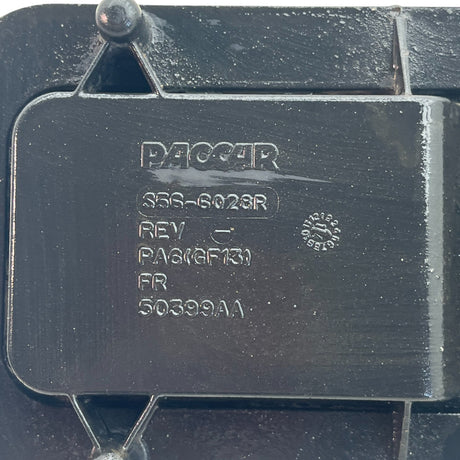 PACCAR
S56-6028R
REV -
PA6(GF13)
FR
50399AA